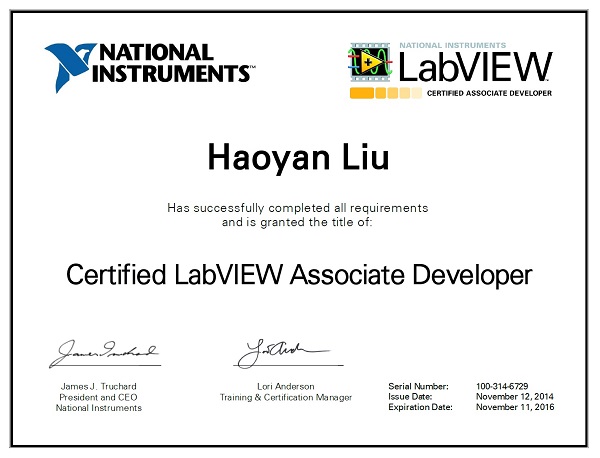 NATIONAL
INSTRUMENTS™
NATIONAL INSTRUMENTS
LabVIEW
CERTIFIED ASSOCIATE DEVELOPER
Haoyan Liu
Has successfully completed all requirements
and is granted the title of:
Certified LabVIEW Associate Developer
James J. Truchard
President and CEO
National Instruments
Lori Anderson
Training & Certification Manager
Serial Number: 100-314-6729
Issue Date: November 12, 2014
Expiration Date: November 11, 2016